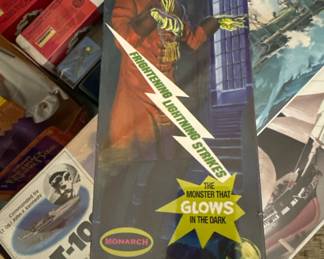 FRIGHTENING
LIGHTNING STRIKES
THE
MONSTER THAT
GLOWS
IN THE DARK
MONARCH